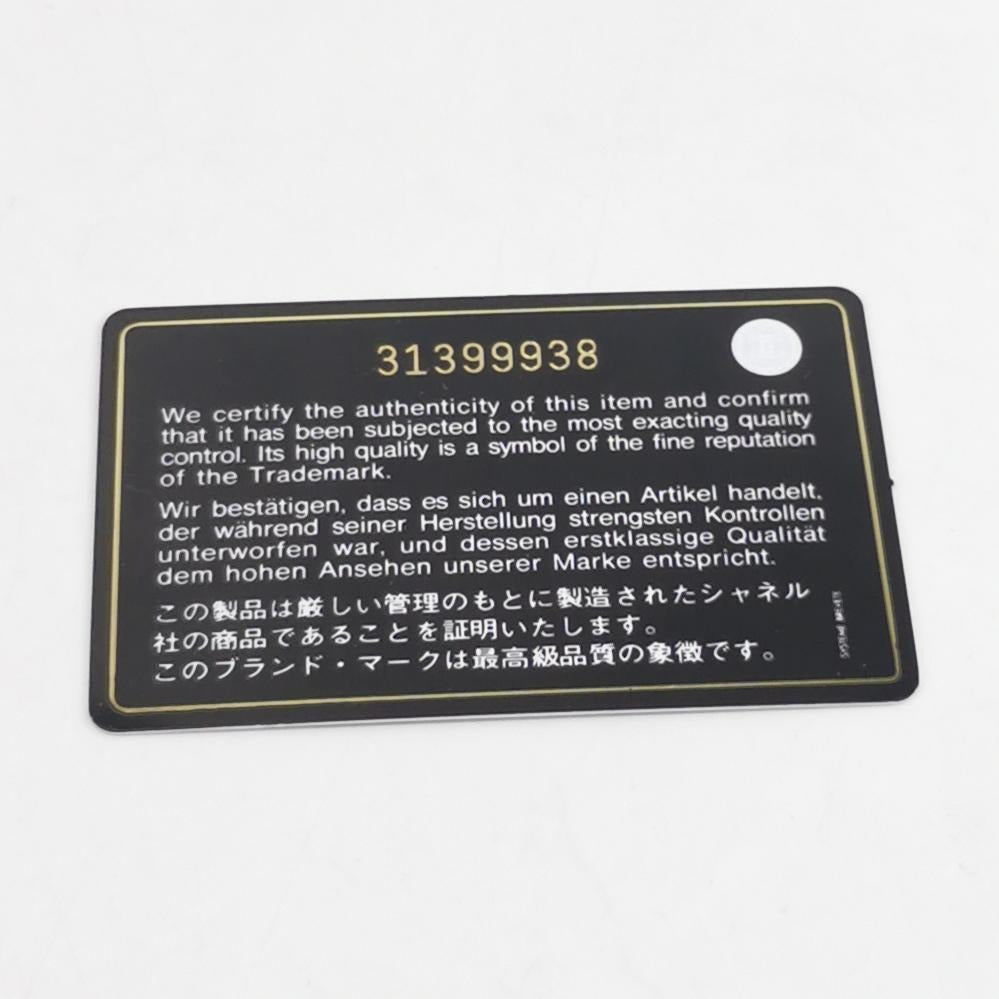 31399938
We certify the authenticity of this item and confirm
that it has been subjected to the most exacting quality
control. Its high quality is a symbol of the fine reputation
of the Trademark.
Wir bestätigen, dass es sich um einen Artikel handelt,
der während seiner Herstellung strengsten Kontrollen
unterworfen war, und dessen erstklassige Qualität
dem hohen Ansehen unserer Marke entspricht.
この製品は厳しい管理のもとに製造されたシャネル
社の商品であることを証明いたします。
このブランド・マークは最高級品質の象徴です。
SYSTEME BREVETE